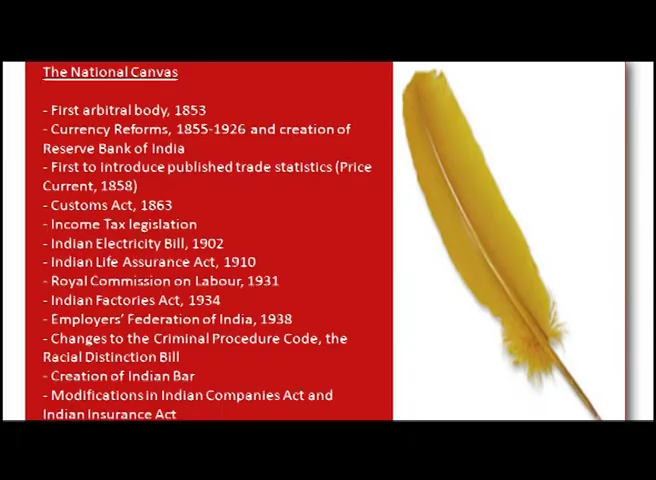 The National Canvas
- First arbitral body, 1853
- Currency Reforms, 1855-1926 and creation of
Reserve Bank of India
- First to introduce published trade statistics (Price
Current, 1858)
- Customs Act, 1863
- Income Tax legislation
- Indian Electricity Bill, 1902
- Indian Life Assurance Act, 1910
- Royal Commission on Labour, 1931
- Indian Factories Act, 1934
- Employers' Federation of India, 1938
- Changes to the Criminal Procedure Code, the
Racial Distinction Bill
- Creation of Indian Bar
- Modifications in Indian Companies Act and
Indian Insurance Act